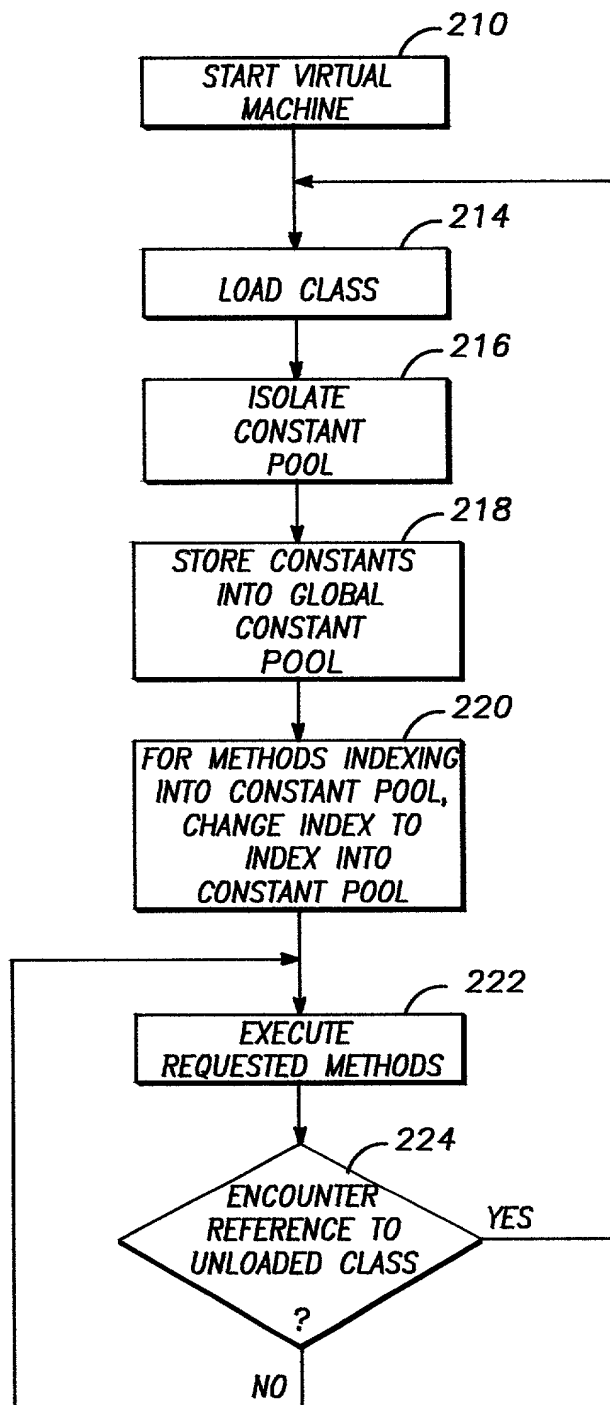 210
START VIRTUAL
MACHINE
214
LOAD CLASS
216
ISOLATE
CONSTANT
POOL
218
STORE CONSTANTS
INTO GLOBAL
CONSTANT
POOL
220
FOR METHODS INDEXING
INTO CONSTANT POOL,
CHANGE INDEX TO
INDEX INTO
CONSTANT POOL
222
EXECUTE
REQUESTED METHODS
224
ENCOUNTER
REFERENCE TO
UNLOADED CLASS
?
YES
NO